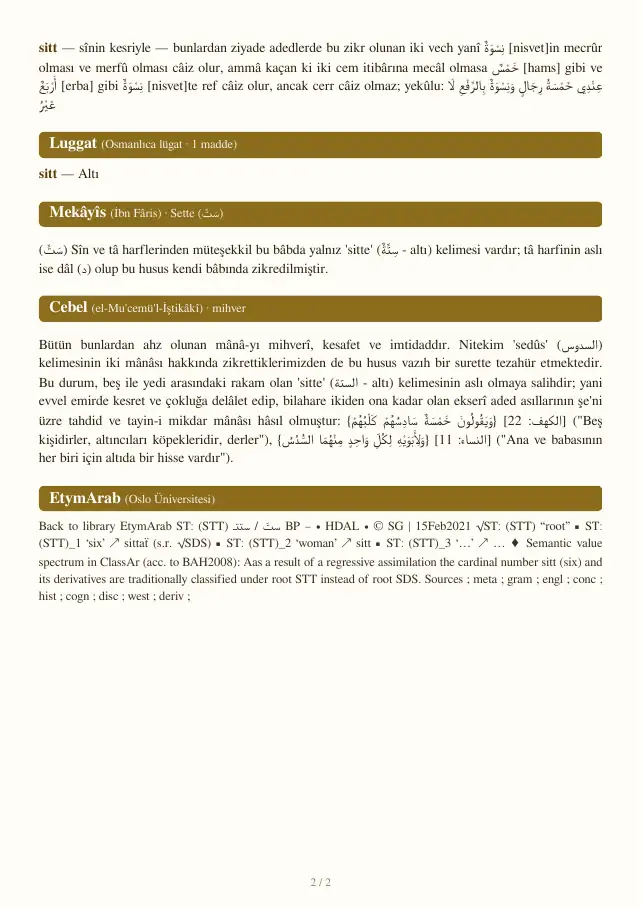 sitt — sînin kesriyle — bunlardan ziyade adedlerde bu zikr olunan iki vech yanî نِسْوَةٌ [nisvet]in mecrûr
olması ve merfû olması câiz olur, ammâ kaçan ki iki cem itibârına mecâl olmasa خَمْسٌ [hams] gibi ve
أَرْبَعٌ [erba] gibi نِسْوَةٌ [nisvet]te ref câiz olur, ancak cerr câiz olmaz; yekûlu: عِنْدِي خَمْسَةُ رِجَالٍ وَنِسْوَةٌ بِالرَّفْعِ لَا
غَيْرُ
Luggat (Osmanlıca lügat · 1 madde)
sitt — Altı
Mekâyîs (İbn Fâris) · Sette (سَتَّ)
(سَتَّ) Sîn ve tâ harflerinden müteşekkil bu bâbda yalnız 'sitte' (سِتَّةٌ - altı) kelimesi vardır; tâ harfinin aslı
ise dâl (د) olup bu husus kendi bâbında zikredilmiştir.
Cebel (el-Mu'cemü'l-İştikâkî) · mihver
Bütün bunlardan ahz olunan mânâ-yı mihverî, kesafet ve imtidaddır. Nitekim 'sedûs' (السدوس)
kelimesinin iki mânâsı hakkında zikrettiklerimizden de bu husus vazıh bir surette tezahür etmektedir.
Bu durum, beş ile yedi arasındaki rakam olan 'sitte' (الستة - altı) kelimesinin aslı olmaya salihdir; yani
evvel emirde kesret ve çokluğa delâlet edip, bilahare ikiden ona kadar olan ekserî aded asıllarının şe'ni
üzre tahdid ve tayin-i mikdar mânâsı hâsıl olmuştur: {وَيَقُولُونَ خَمْسَةٌ سَادِسُهُمْ كَلْبُهُمْ} [الكهف: 22] ("Beş
kişidirler, altıncıları köpekleridir, derler"), {وَلِأَبَوَيْهِ لِكُلِّ وَاحِدٍ مِنْهُمَا السُّدُسُ} [النساء: 11] ("Ana ve babasının
her biri için altıda bir hisse vardır").
EtymArab (Oslo Üniversitesi)
Back to library EtymArab ST: (STT) ستّ / ستت BP – • HDAL • © SG | 15Feb2021 √ST: (STT) “root” ▪ ST:
(STT)_1 ‘six’ ↗ sittaẗ (s.r. √SDS) ▪ ST: (STT)_2 ‘woman’ ↗ sitt ▪ ST: (STT)_3 ‘…’ ↗ … ♦ Semantic value
spectrum in ClassAr (acc. to BAH2008): Aas a result of a regressive assimilation the cardinal number sitt (six) and
its derivatives are traditionally classified under root STT instead of root SDS. Sources ; meta ; gram ; engl ; conc ;
hist ; cogn ; disc ; west ; deriv ;
2 / 2